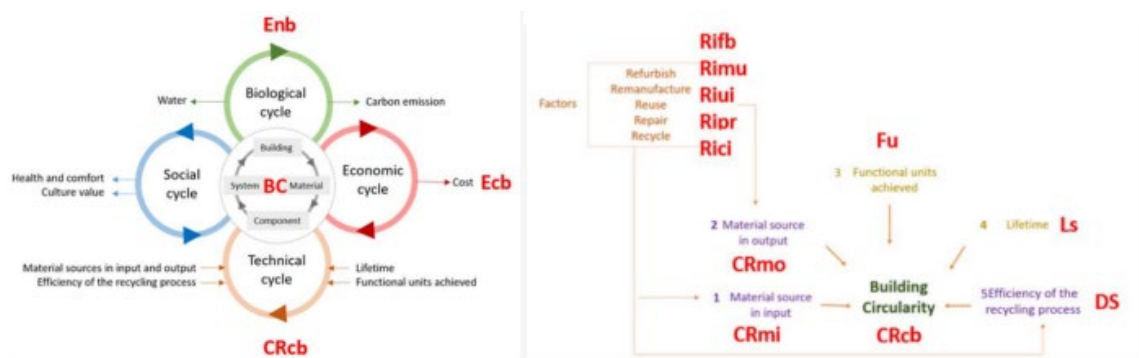 Enb
Biological
cycle
Water
Carbon emission
Health and comfort
Culture value
Social
cycle
Building
System BC Material
Component
Economic
cycle
Cost Ecb
Material sources in input and output
Efficiency of the recycling process
Technical
cycle
Lifetime
Functional units achieved
CRcb
Factors
Refurbish
Remanufacture
Reuse
Repair
Recycle
Rifb
Rimu
Riui
Ripr
Rici
Fu
3 Functional units
achieved
2 Material source
in output
CRmo
4 Lifetime Ls
1 Material source
in input
CRmi
Building
Circularity
CRcb
5Efficiency of the
recycling process
DS